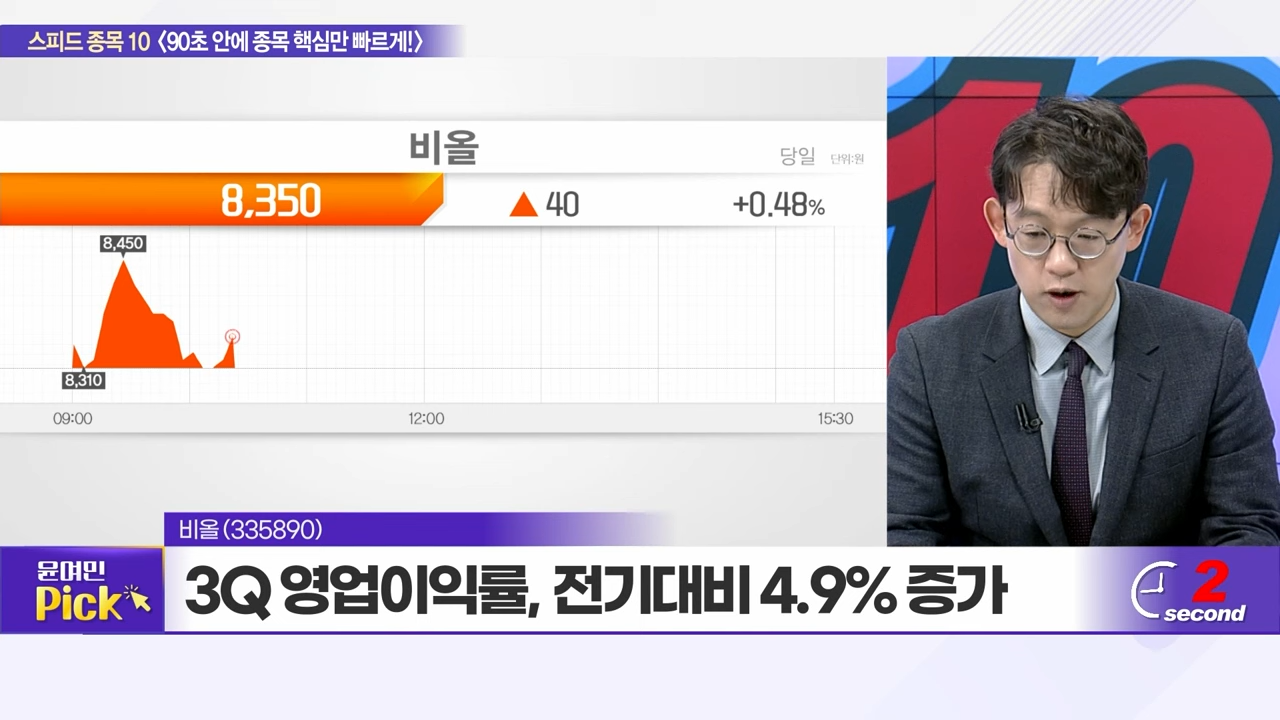 스피드 종목 10 〈90초 안에 종목 핵심만 빠르게!〉
비올
당일 단위:원
8,350 ▲ 40 +0.48%
8,450
8,310
09:00 12:00 15:30
비올 (335890)
윤여민
Pick
3Q 영업이익률, 전기대비 4.9% 증가
2
second
10